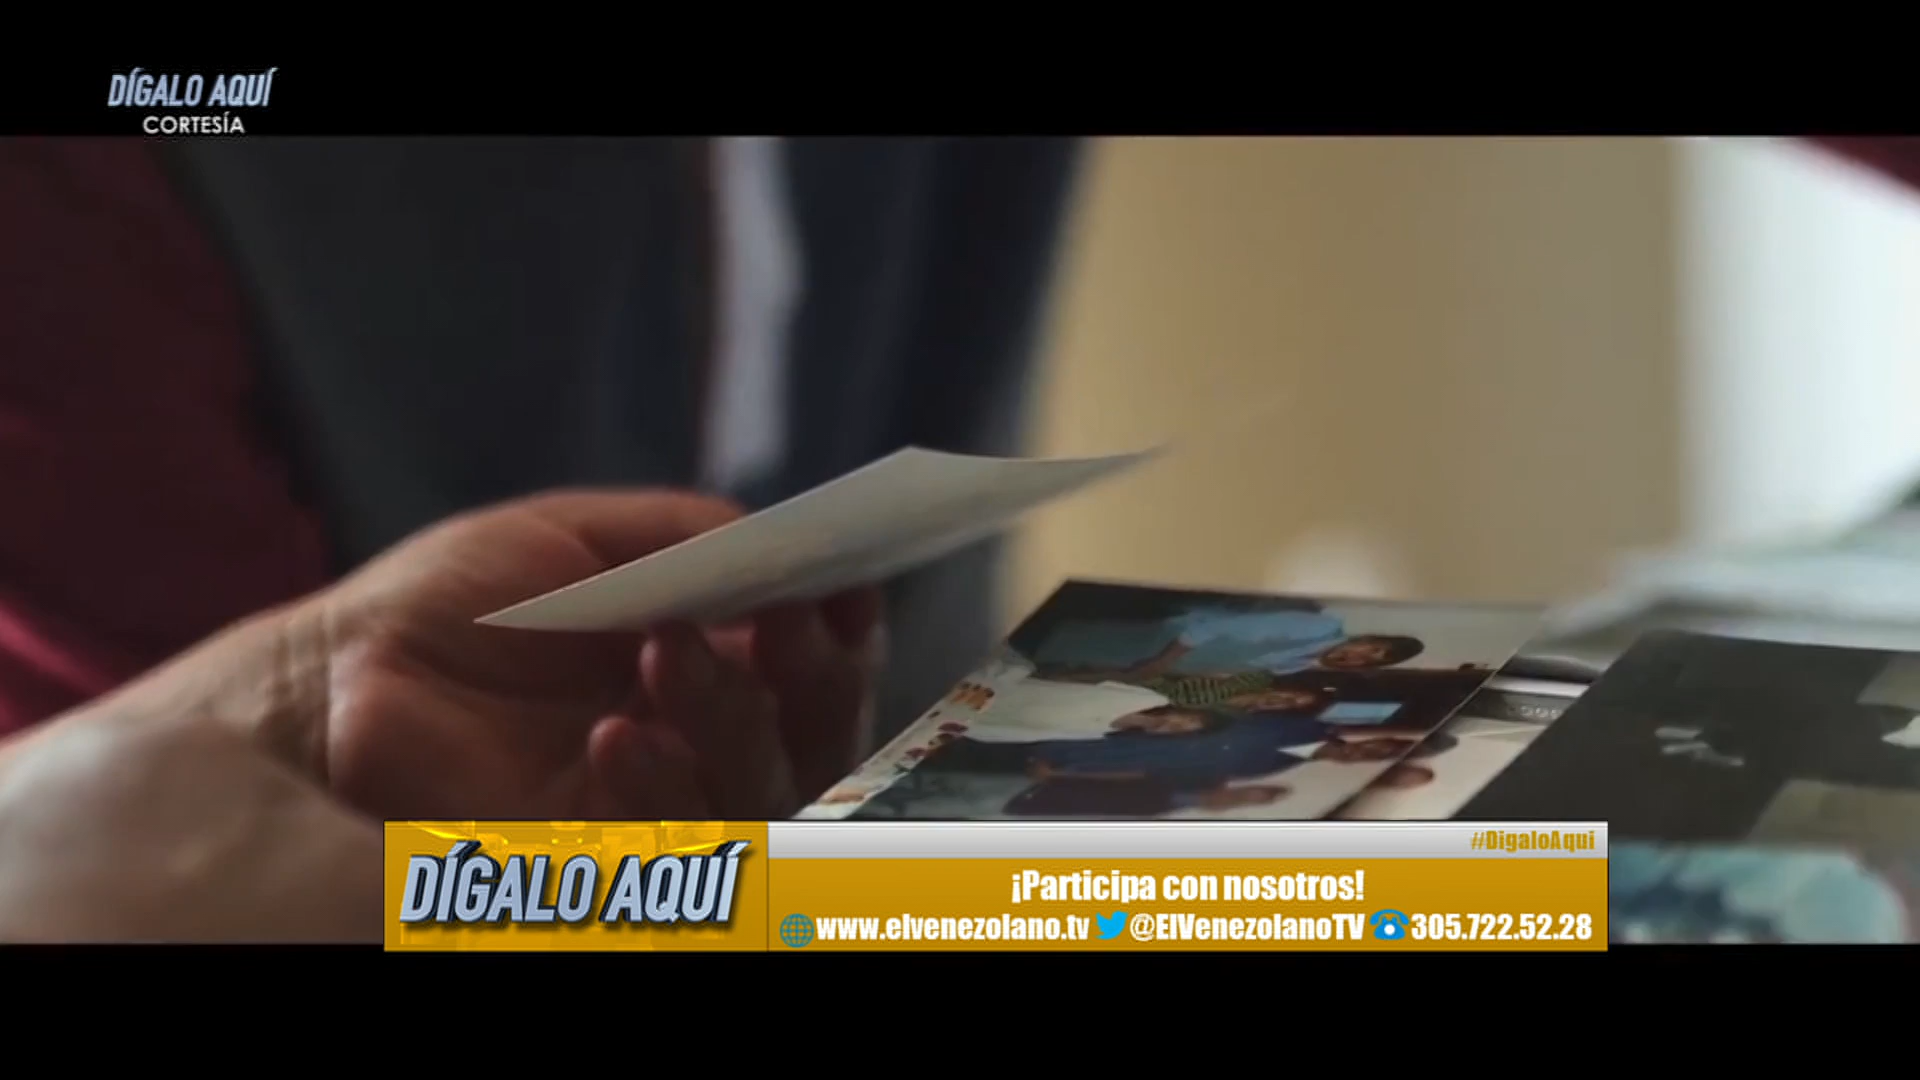 DÍGALO AQUÍ
CORTESÍA
DÍGALO AQUÍ
#DigaloAqui
¡Participa con nosotros!
www.elvenezolano.tv @ElVenezolanoTV 305.722.52.28